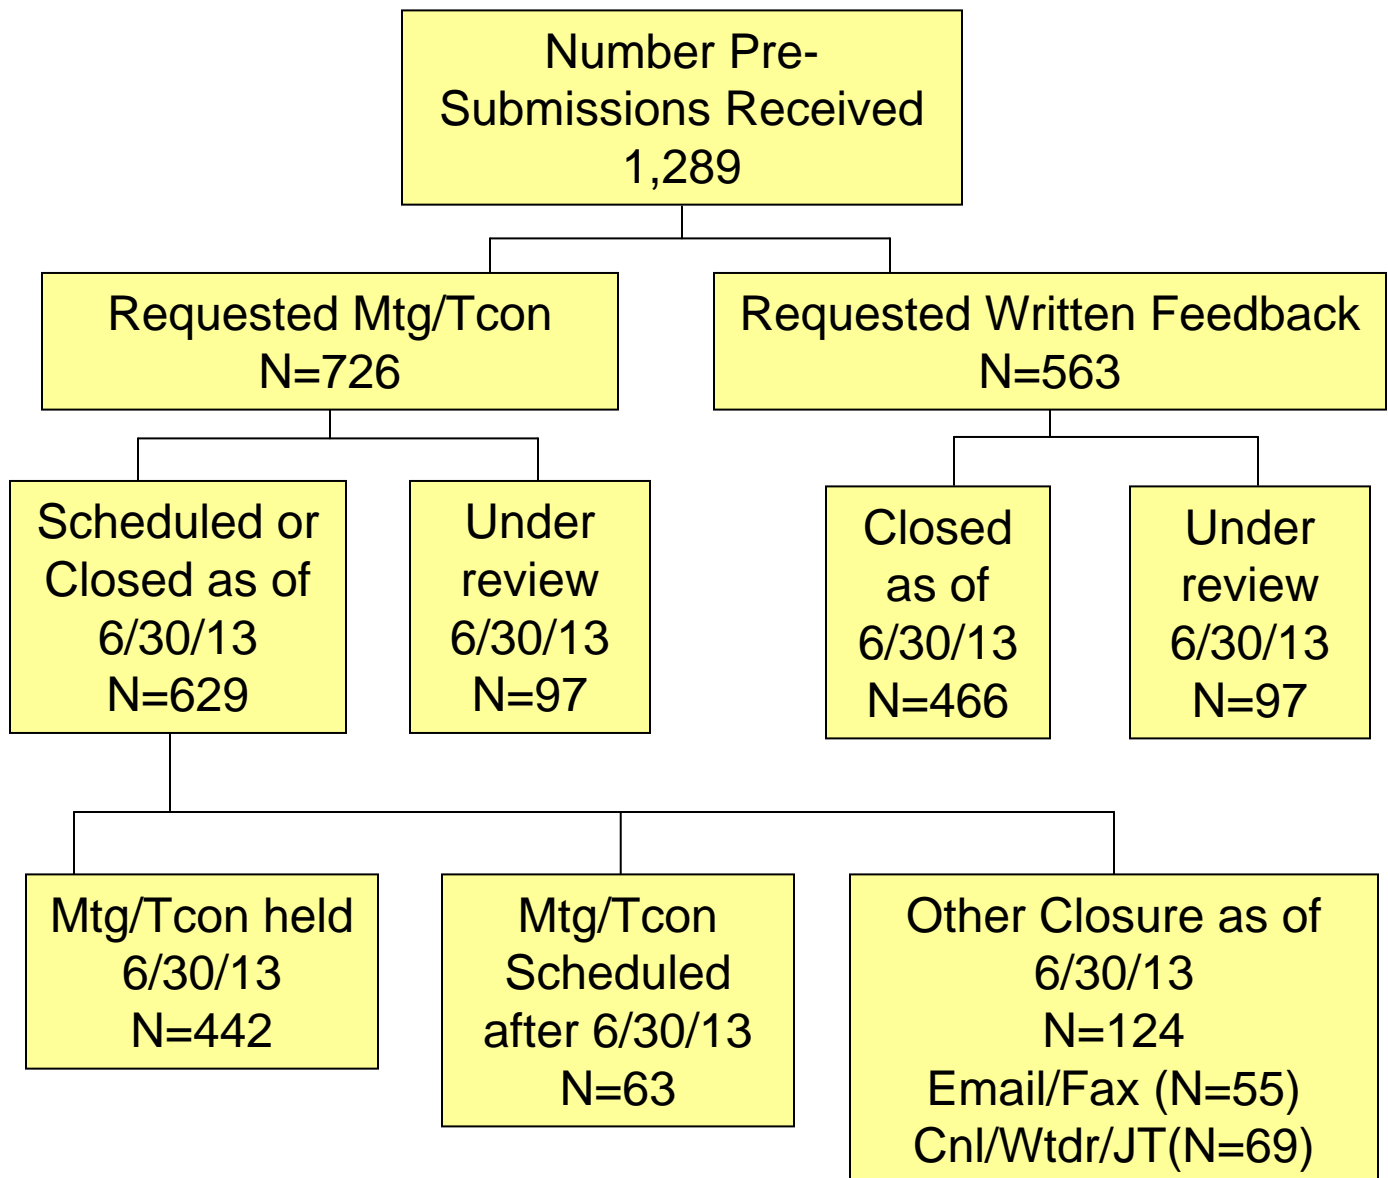 Number Pre-
Submissions Received
1,289
Requested Mtg/Tcon
N=726
Requested Written Feedback
N=563
Scheduled or
Closed as of
6/30/13
N=629
Under
review
6/30/13
N=97
Closed
as of
6/30/13
N=466
Under
review
6/30/13
N=97
Mtg/Tcon held
6/30/13
N=442
Mtg/Tcon
Scheduled
after 6/30/13
N=63
Other Closure as of
6/30/13
N=124
Email/Fax (N=55)
Cnl/Wtdr/JT(N=69)